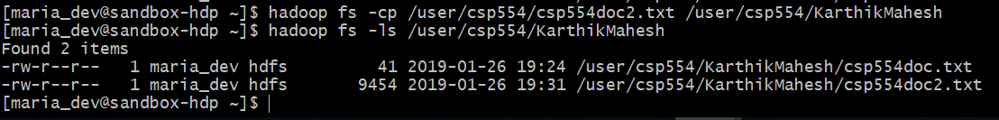 [maria_dev@sandbox-hdp ~]$ hadoop fs -cp /user/csp554/csp554doc2.txt /user/csp554/KarthikMahesh
[maria_dev@sandbox-hdp ~]$ hadoop fs -ls /user/csp554/KarthikMahesh
Found 2 items
-rw-r--r--   1 maria_dev hdfs         41 2019-01-26 19:24 /user/csp554/KarthikMahesh/csp554doc.txt
-rw-r--r--   1 maria_dev hdfs       9454 2019-01-26 19:31 /user/csp554/KarthikMahesh/csp554doc2.txt
[maria_dev@sandbox-hdp ~]$